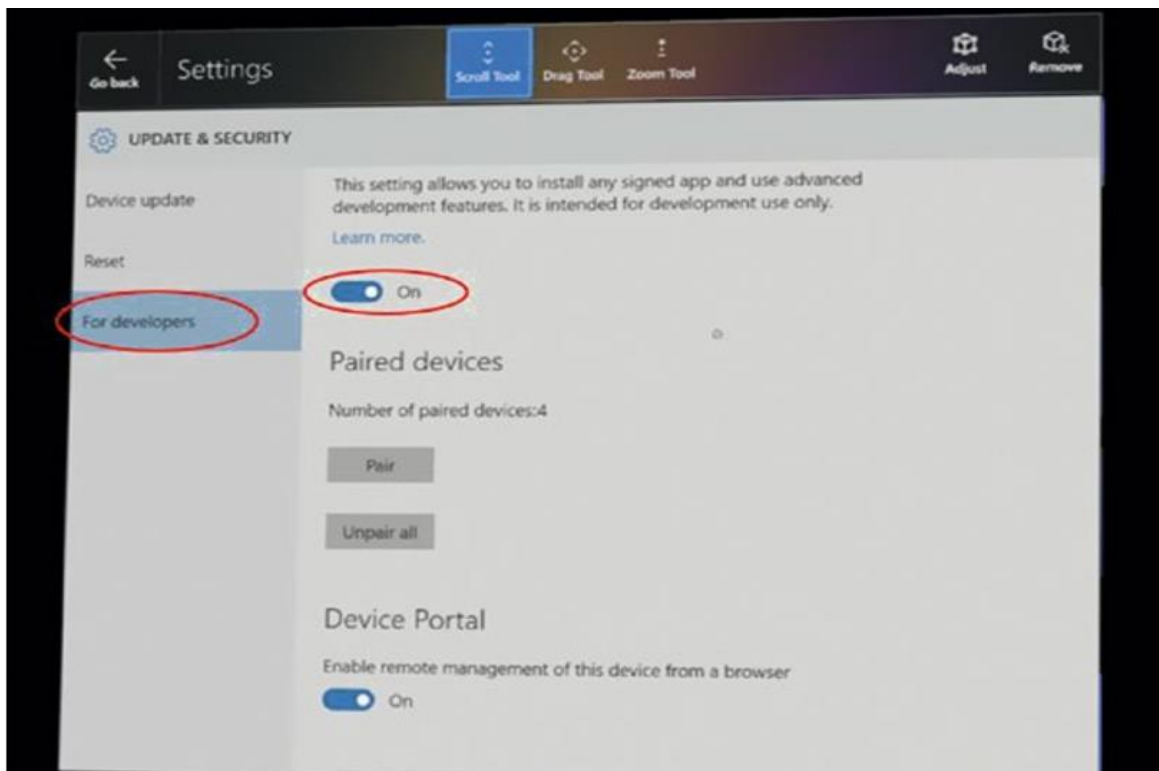 Go back
Settings
Scroll Tool
Drag Tool
Zoom Tool
Adjust
Remove
UPDATE & SECURITY
Device update
Reset
For developers
This setting allows you to install any signed app and use advanced
development features. It is intended for development use only.
Learn more.
On
Paired devices
Number of paired devices:4
Pair
Unpair all
Device Portal
Enable remote management of this device from a browser
On